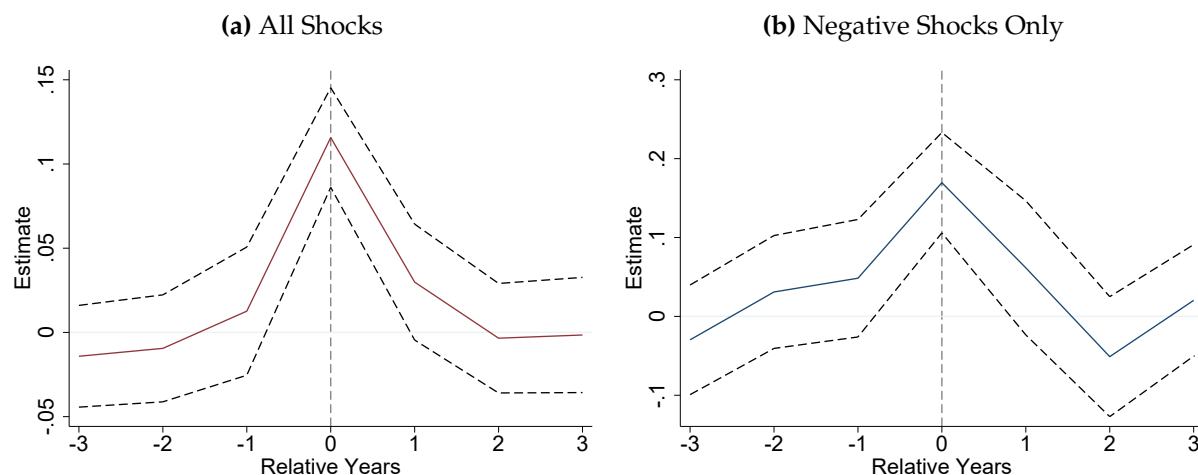 (a) All Shocks
.15
.1
.05
0
-.05
Estimate
-3 -2 -1 0 1 2 3
Relative Years
(b) Negative Shocks Only
.3
.2
.1
0
-.1
Estimate
-3 -2 -1 0 1 2 3
Relative Years